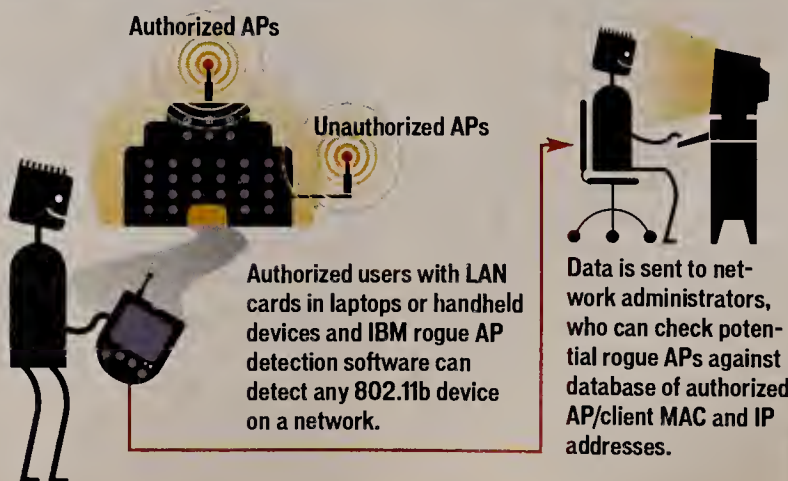 Authorized APs
Unauthorized APs
Authorized users with LAN
cards in laptops or handheld
devices and IBM rogue AP
detection software can
detect any 802.11b device
on a network.
Data is sent to net-
work administrators,
who can check poten-
tial rogue APs against
database of authorized
AP/client MAC and IP
addresses.